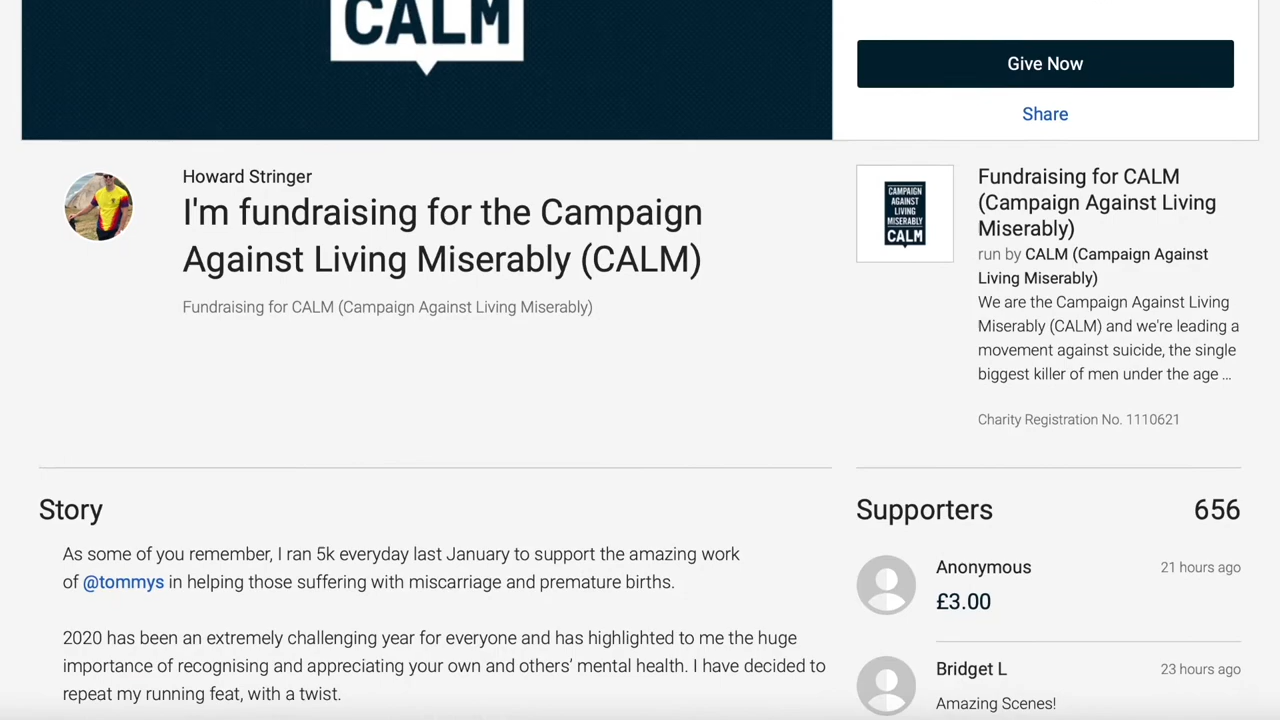 CALM
Give Now
Share
Howard Stringer
I'm fundraising for the Campaign
Against Living Miserably (CALM)
Fundraising for CALM (Campaign Against Living Miserably)
CAMPAIGN
AGAINST
LIVING
MISERABLY
CALM
Fundraising for CALM
(Campaign Against Living
Miserably)
run by CALM (Campaign Against
Living Miserably)
We are the Campaign Against Living
Miserably (CALM) and we're leading a
movement against suicide, the single
biggest killer of men under the age ...
Charity Registration No. 1110621
Story
As some of you remember, I ran 5k everyday last January to support the amazing work
of @tommys in helping those suffering with miscarriage and premature births.
2020 has been an extremely challenging year for everyone and has highlighted to me the huge
importance of recognising and appreciating your own and others' mental health. I have decided to
repeat my running feat, with a twist.
Supporters 656
Anonymous 21 hours ago
£3.00
Bridget L 23 hours ago
Amazing Scenes!